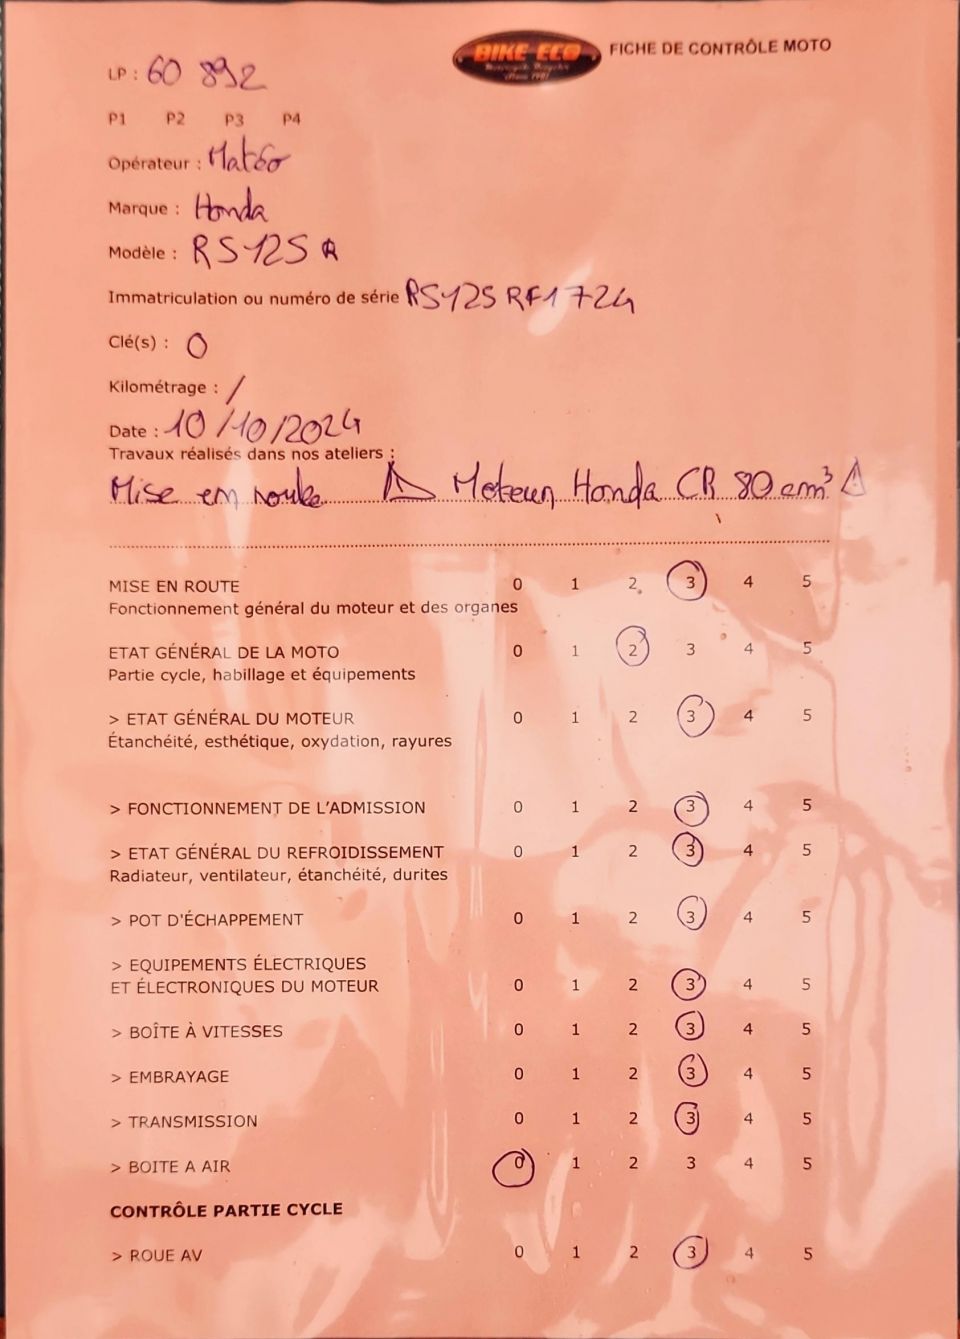 BIKE ECO
FICHE DE CONTRÔLE MOTO
LP : 60 892
P1 P2 P3 P4
Opérateur : Matéo
Marque : Honda
Modèle : RS125 R
Immatriculation ou numéro de série RS125RF1724
Clé(s) : 0
Kilométrage : /
Date : 10/10/2024
Travaux réalisés dans nos ateliers :
Mise en route ⚠ Moteur Honda CR 80 cm³ ⚠
MISE EN ROUTE 0 1 2 3 4 5
Fonctionnement général du moteur et des organes
ETAT GÉNÉRAL DE LA MOTO 0 1 2 3 4 5
Partie cycle, habillage et équipements
> ETAT GÉNÉRAL DU MOTEUR 0 1 2 3 4 5
Étanchéité, esthétique, oxydation, rayures
> FONCTIONNEMENT DE L'ADMISSION 0 1 2 3 4 5
> ETAT GÉNÉRAL DU REFROIDISSEMENT 0 1 2 3 4 5
Radiateur, ventilateur, étanchéité, durites
> POT D'ÉCHAPPEMENT 0 1 2 3 4 5
> EQUIPEMENTS ÉLECTRIQUES
ET ÉLECTRONIQUES DU MOTEUR 0 1 2 3 4 5
> BOÎTE À VITESSES 0 1 2 3 4 5
> EMBRAYAGE 0 1 2 3 4 5
> TRANSMISSION 0 1 2 3 4 5
> BOITE A AIR 0 1 2 3 4 5
CONTRÔLE PARTIE CYCLE
> ROUE AV 0 1 2 3 4 5